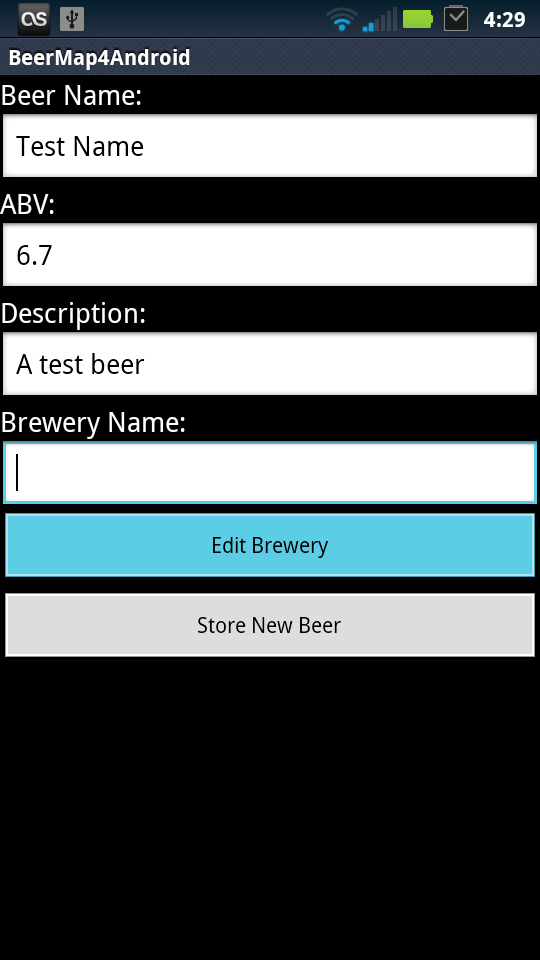 4:29
BeerMap4Android
Beer Name:
Test Name
ABV:
6.7
Description:
A test beer
Brewery Name:
Edit Brewery
Store New Beer